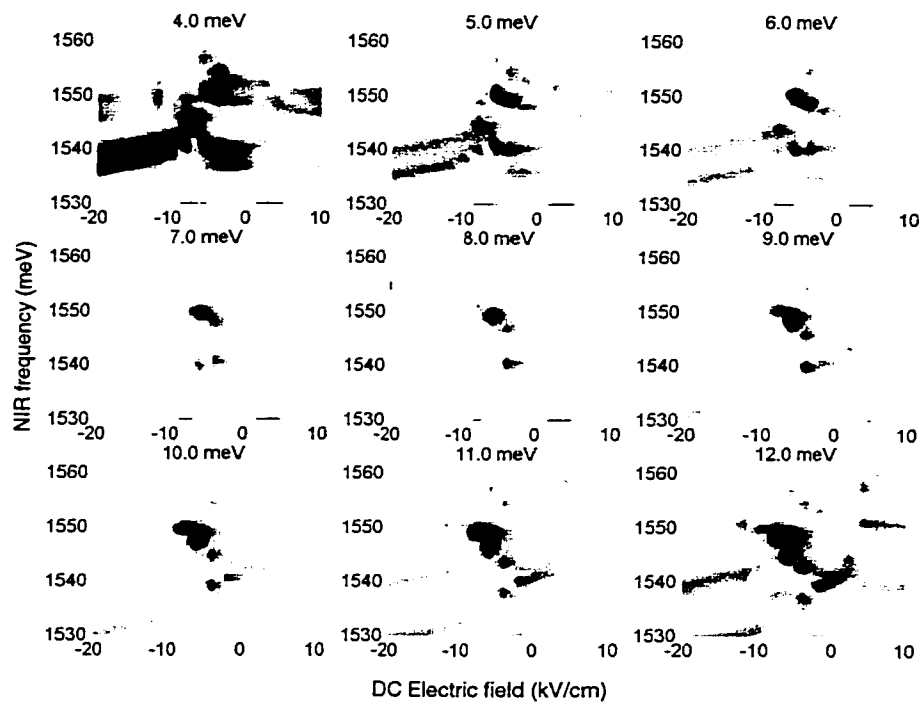 4.0 meV 5.0 meV 6.0 meV
1560 1560 1560
1550 1550 1550
1540 1540 1540
1530 1530 1530
-20 -10 0 10 -20 -10 0 10 -20 -10 0 10
7.0 meV 8.0 meV 9.0 meV
1560 1560 1560
1550 1550 1550
1540 1540 1540
1530 1530 1530
-20 -10 0 10 -20 -10 0 10 -20 -10 0 10
10.0 meV 11.0 meV 12.0 meV
1560 1560 1560
1550 1550 1550
1540 1540 1540
1530 1530 1530
-20 -10 0 10 -20 -10 0 10 -20 -10 0 10
NIR frequency (meV)
DC Electric field (kV/cm)